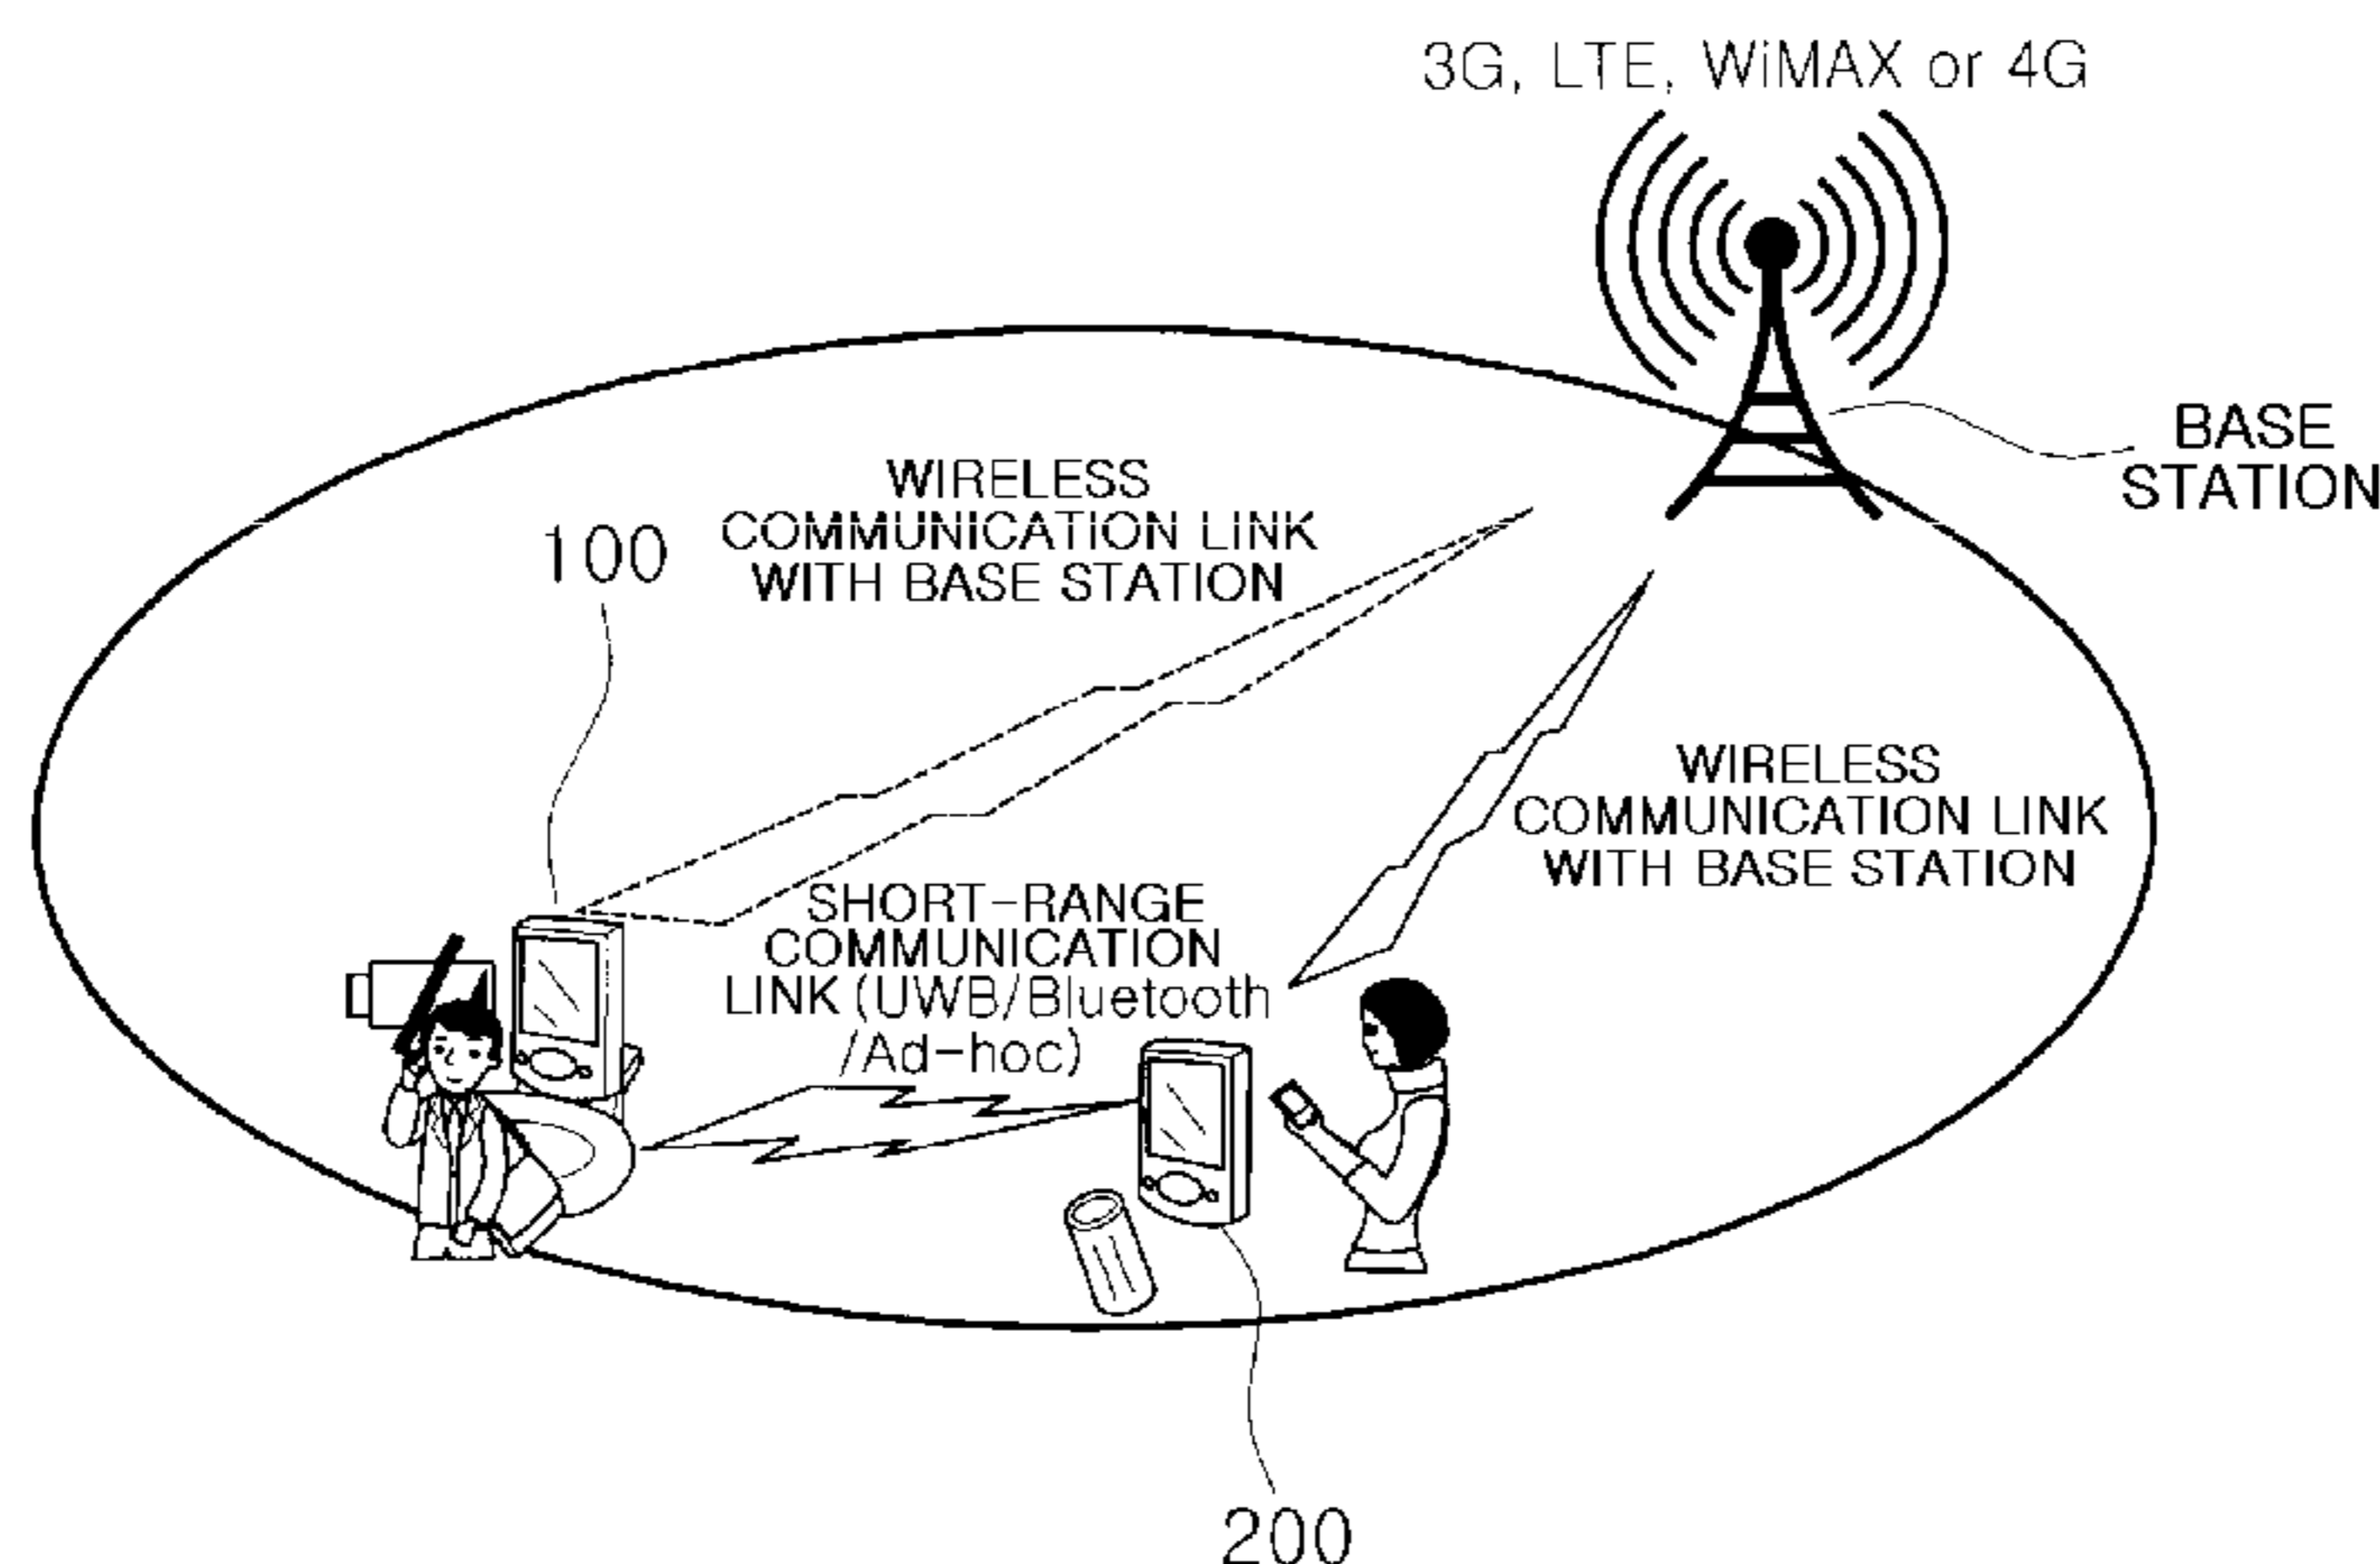 3G, LTE, WiMAX or 4G
BASE
STATION
WIRELESS
COMMUNICATION LINK
WITH BASE STATION
100
WIRELESS
COMMUNICATION LINK
WITH BASE STATION
SHORT-RANGE
COMMUNICATION
LINK (UWB/Bluetooth
/Ad-hoc)
200